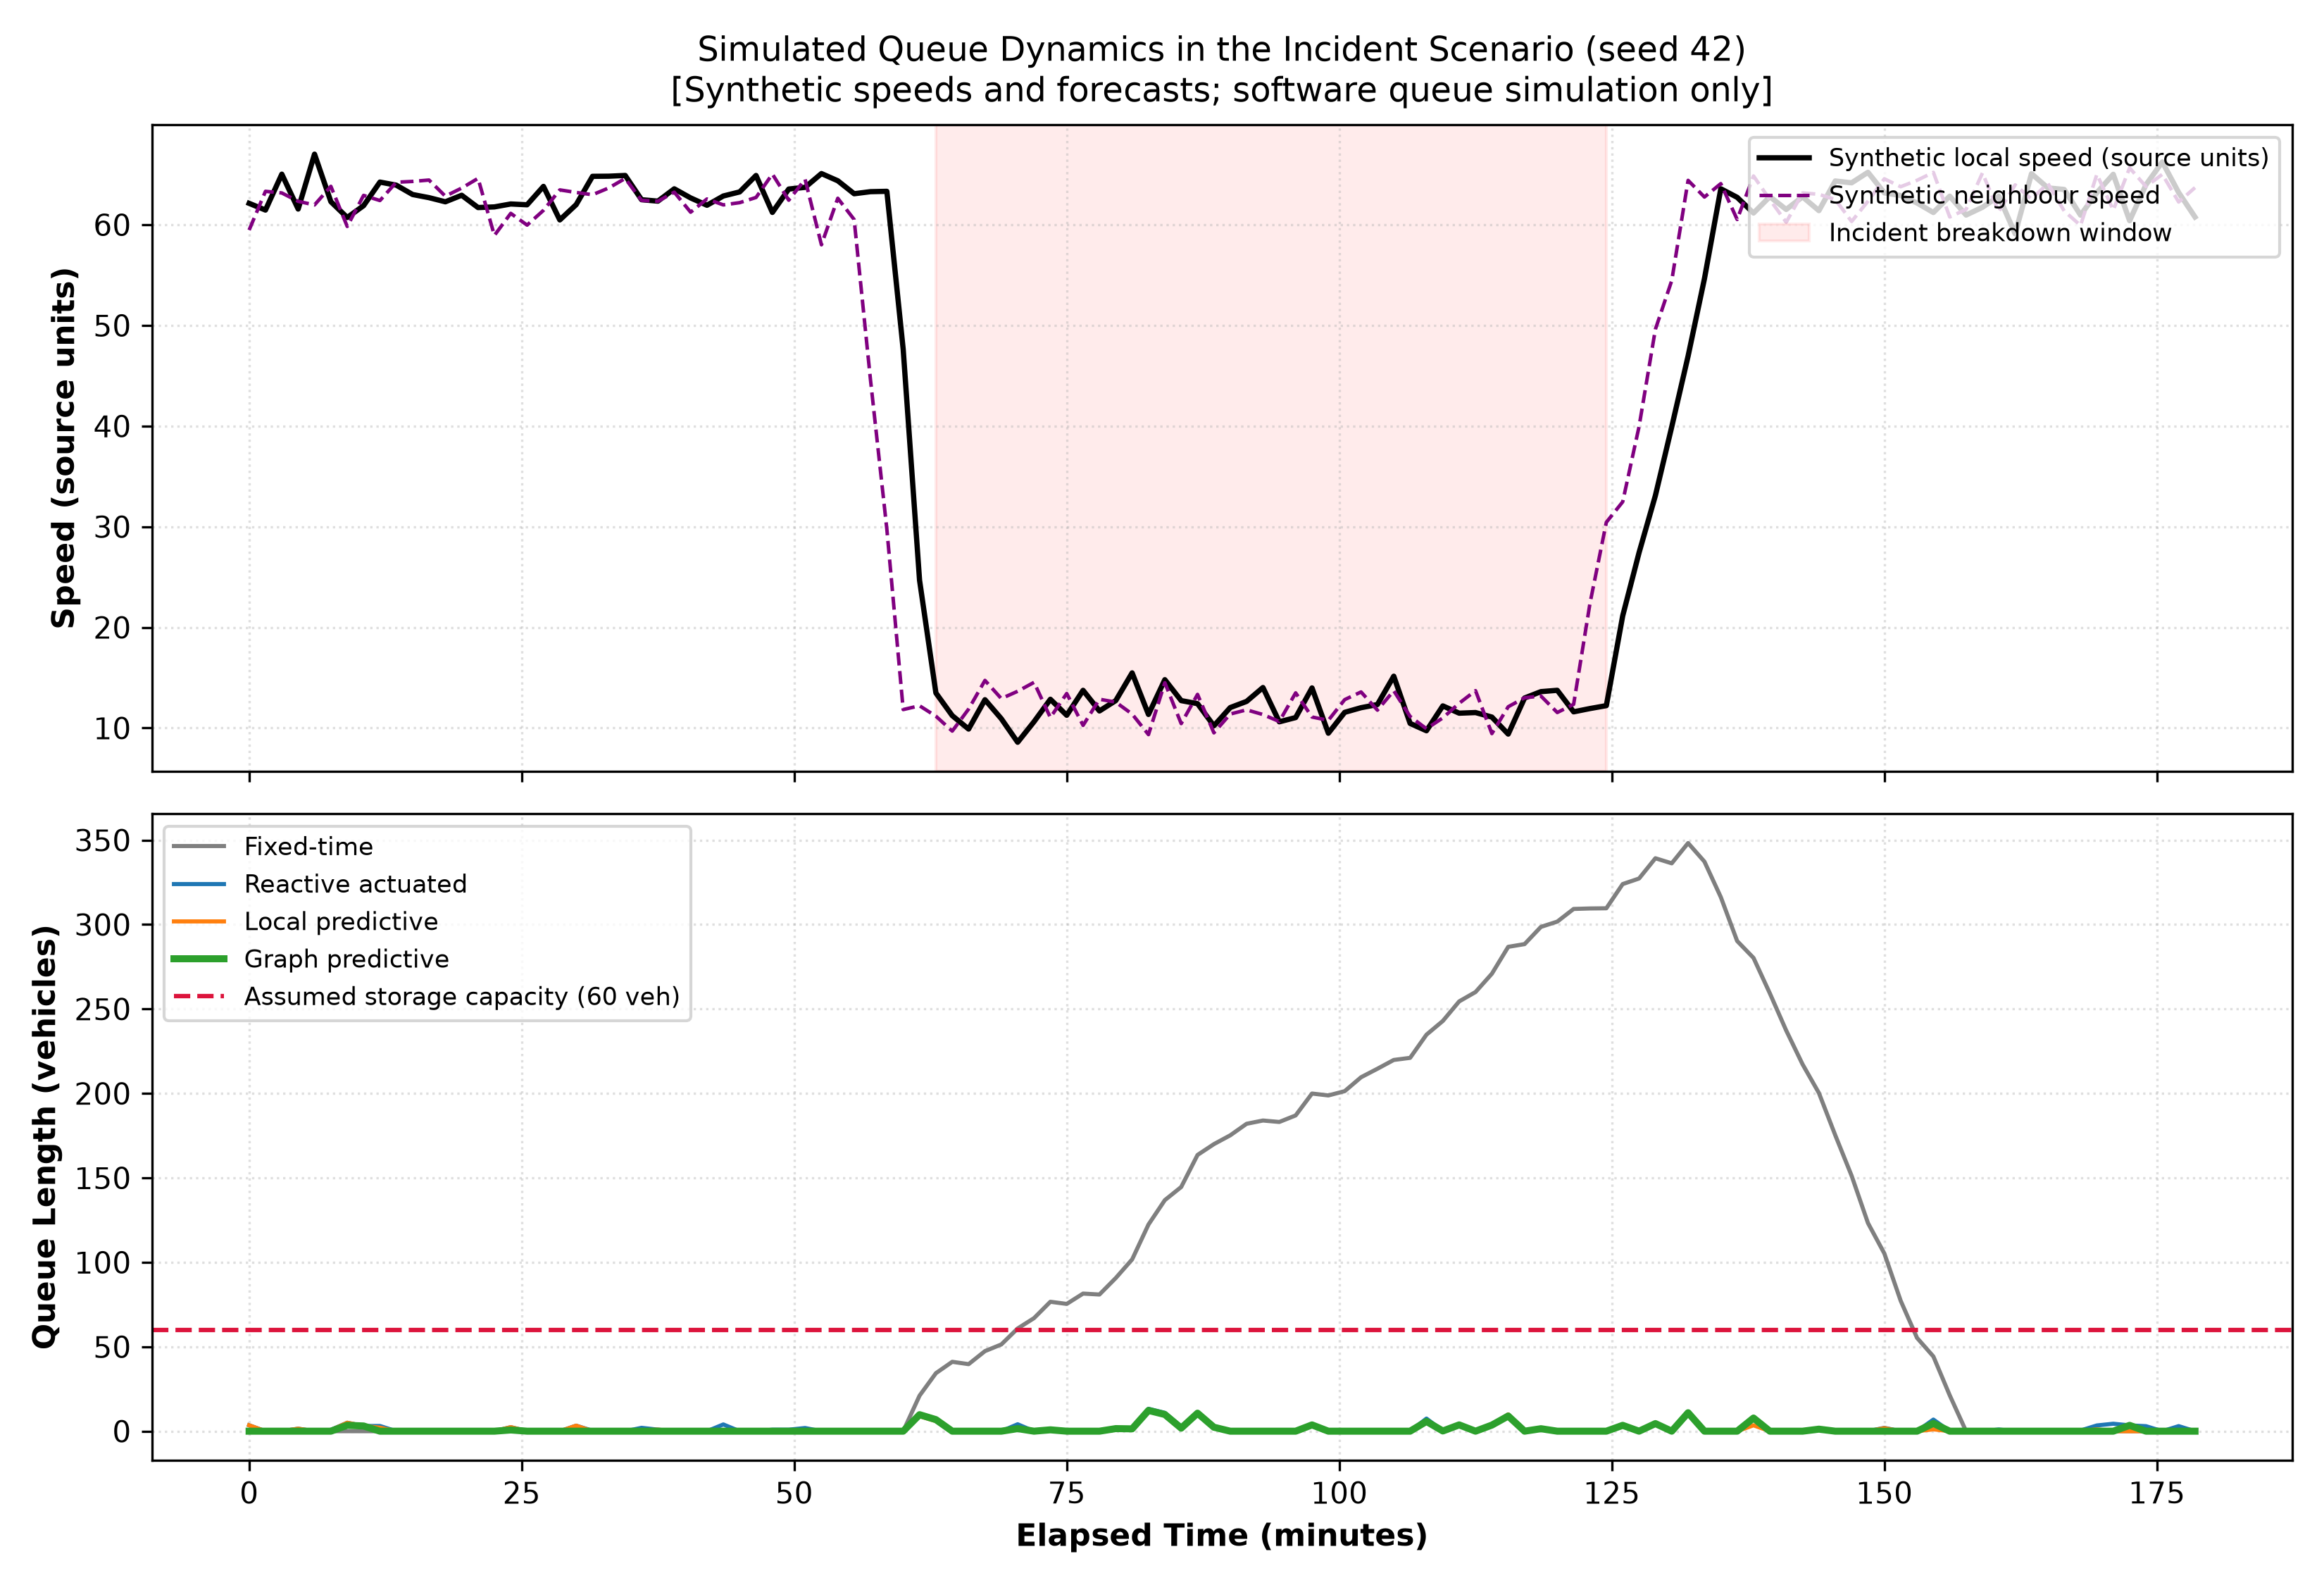 Simulated Queue Dynamics in the Incident Scenario (seed 42)
[Synthetic speeds and forecasts; software queue simulation only]
Speed (source units)
60
50
40
30
20
10
Synthetic local speed (source units)
Synthetic neighbour speed
Incident breakdown window
Queue Length (vehicles)
350
300
250
200
150
100
50
0
Fixed-time
Reactive actuated
Local predictive
Graph predictive
Assumed storage capacity (60 veh)
0 25 50 75 100 125 150 175
Elapsed Time (minutes)